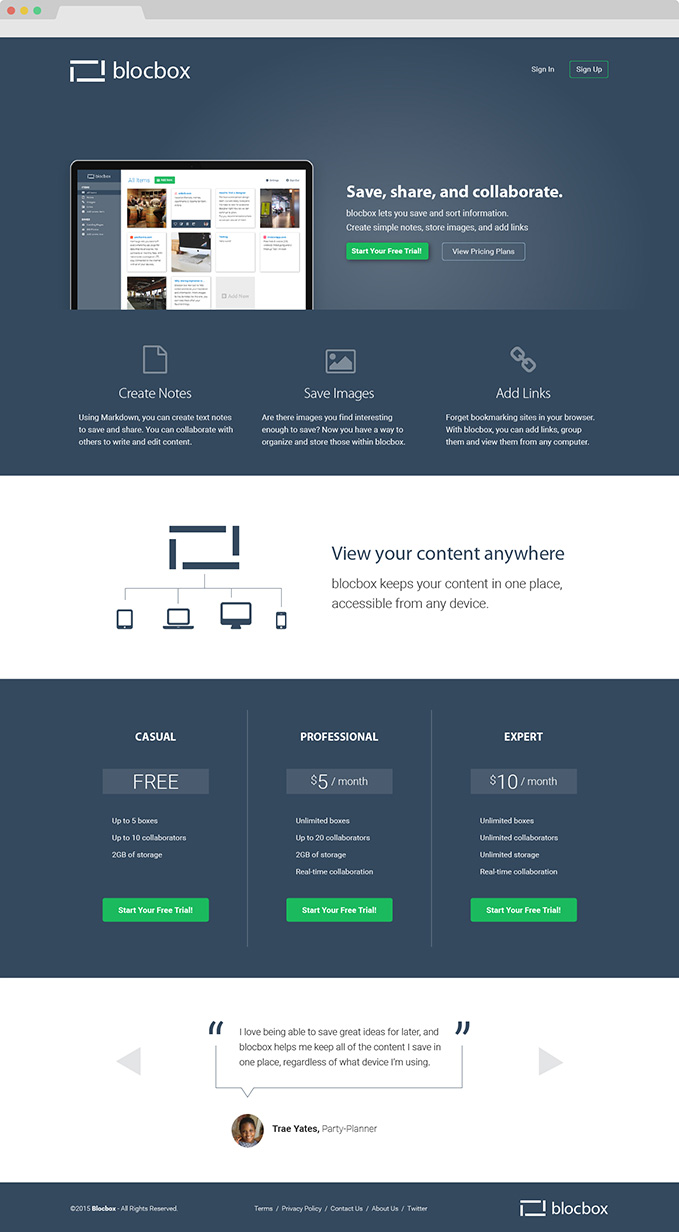 blocbox
Sign In
Sign Up
blocbox
All Items
Save, share, and collaborate.
blocbox lets you save and sort information.
Create simple notes, store images, and add links
Start Your Free Trial!
View Pricing Plans
Add New
Create Notes
Save Images
Add Links
Using Markdown, you can create text notes
to save and share. You can collaborate with
others to write and edit content.
Are there images you find interesting
enough to save? Now you have a way to
organize and store those within blocbox.
Forget bookmarking sites in your browser.
With blocbox, you can add links, group
them and view them from any computer.
View your content anywhere
blocbox keeps your content in one place,
accessible from any device.
CASUAL
FREE
Up to 5 boxes
Up to 10 collaborators
2GB of storage
Start Your Free Trial!
PROFESSIONAL
$5 / month
Unlimited boxes
Up to 20 collaborators
2GB of storage
Real-time collaboration
Start Your Free Trial!
EXPERT
$10 / month
Unlimited boxes
Unlimited collaborators
Unlimited storage
Real-time collaboration
Start Your Free Trial!
“ I love being able to save great ideas for later, and ”
blocbox helps me keep all of the content I save in
one place, regardless of what device I'm using.
Trae Yates, Party-Planner
©2015 Blocbox - All Rights Reserved.
Terms / Privacy Policy / Contact Us / About Us / Twitter
blocbox